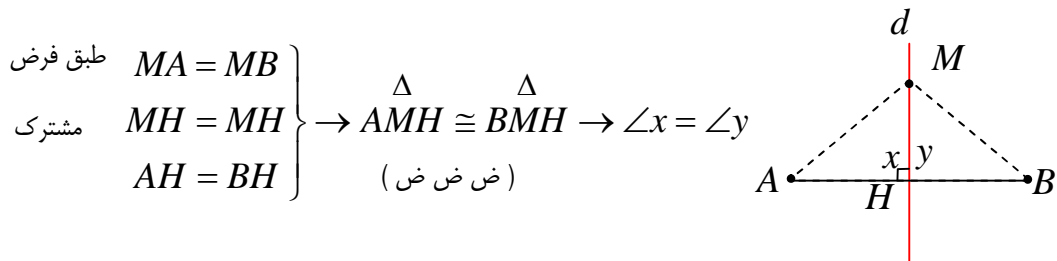 طبق فرض MA = MB
مشترک MH = MH
AH = BH
→ AMH ≅ BMH → ∠x = ∠y
Δ Δ
(ض ض ض)
d
M
x y
A H B